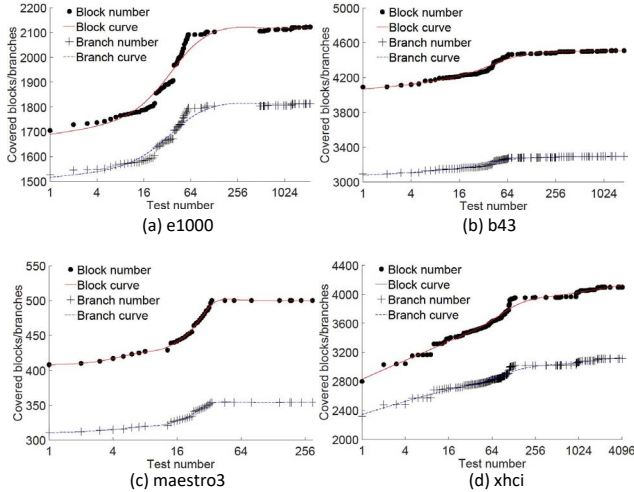 2200
2100
2000
1900
1800
1700
1600
1500
Covered blocks/branches
Block number
Block curve
Branch number
Branch curve
1 4 16 64 256 1024
Test number
(a) e1000
5000
4600
4200
3800
3400
3000
Covered blocks/branches
Block number
Block curve
Branch number
Branch curve
1 4 16 64 256 1024
Test number
(b) b43
550
500
450
400
350
300
Covered blocks/branches
Block number
Block curve
Branch number
Branch curve
1 4 16 64 256
Test number
(c) maestro3
4400
4000
3600
3200
2800
2400
2000
Covered blocks/branches
Block number
Block curve
Branch number
Branch curve
1 4 16 64 256 1024 4096
Test number
(d) xhci